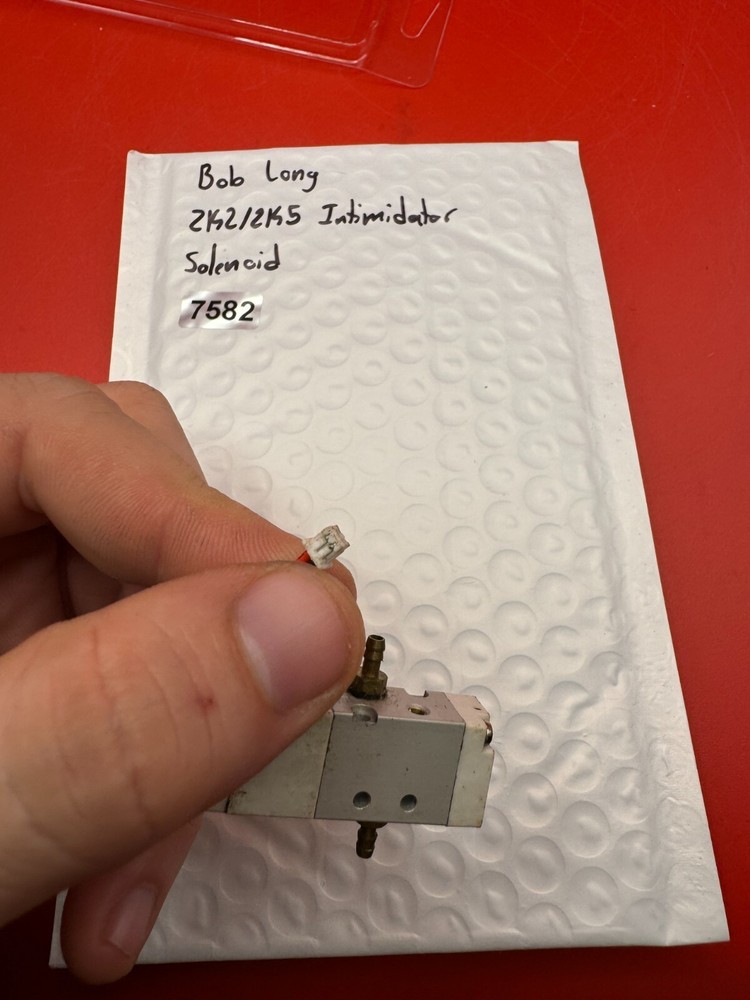 Bob Long
2K2/2K5 Intimidator
Solenoid
7582